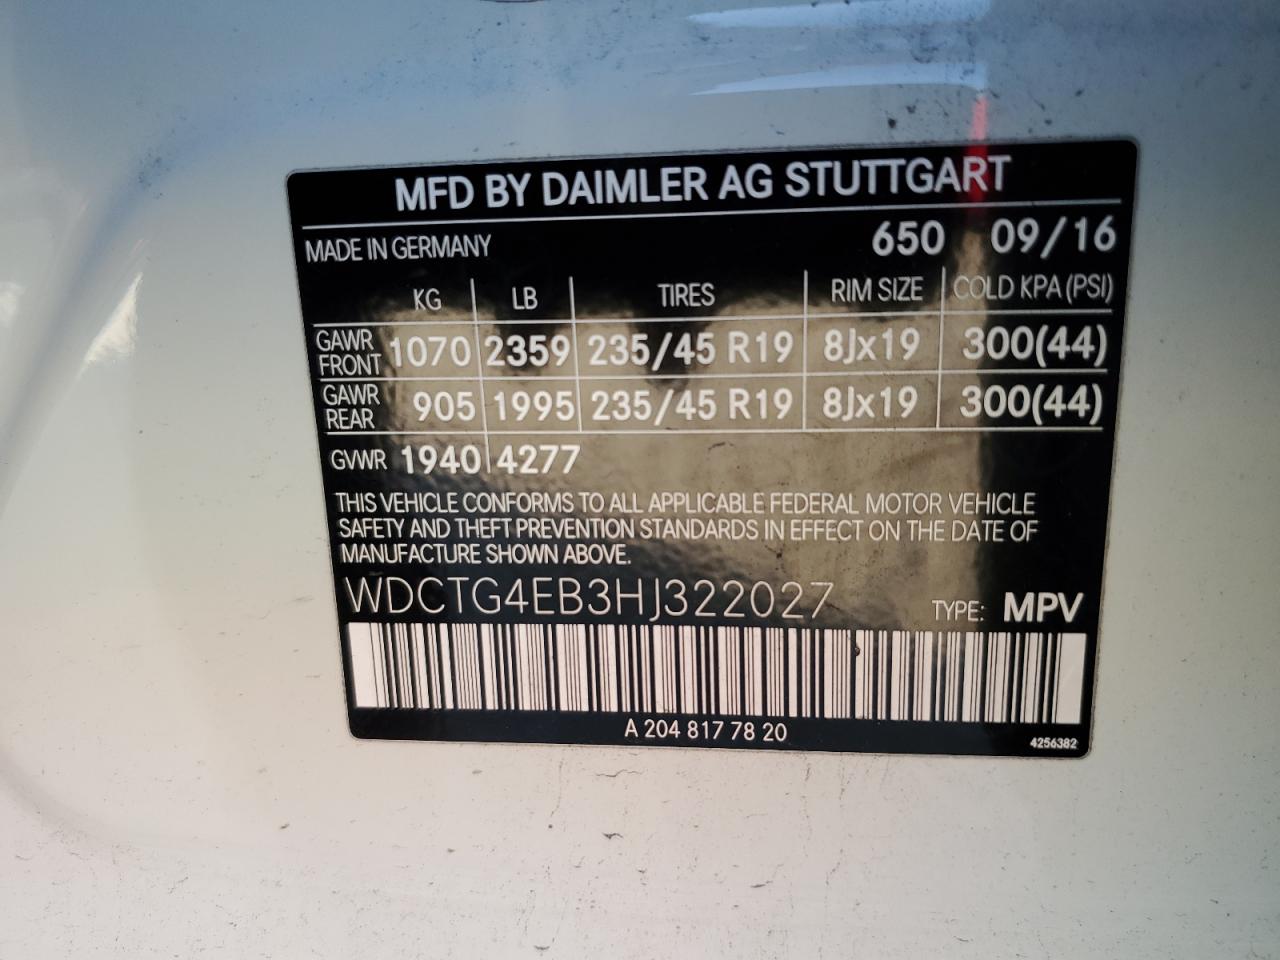 MFD BY DAIMLER AG STUTTGART
MADE IN GERMANY 650 09/16
KG LB TIRES RIM SIZE COLD KPA (PSI)
GAWR FRONT 1070 2359 235/45 R19 8Jx19 300(44)
GAWR REAR 905 1995 235/45 R19 8Jx19 300(44)
GVWR 1940 4277
THIS VEHICLE CONFORMS TO ALL APPLICABLE FEDERAL MOTOR VEHICLE
SAFETY AND THEFT PREVENTION STANDARDS IN EFFECT ON THE DATE OF
MANUFACTURE SHOWN ABOVE.
WDCTG4EB3HJ322027 TYPE: MPV
A 204 817 78 20
4256382